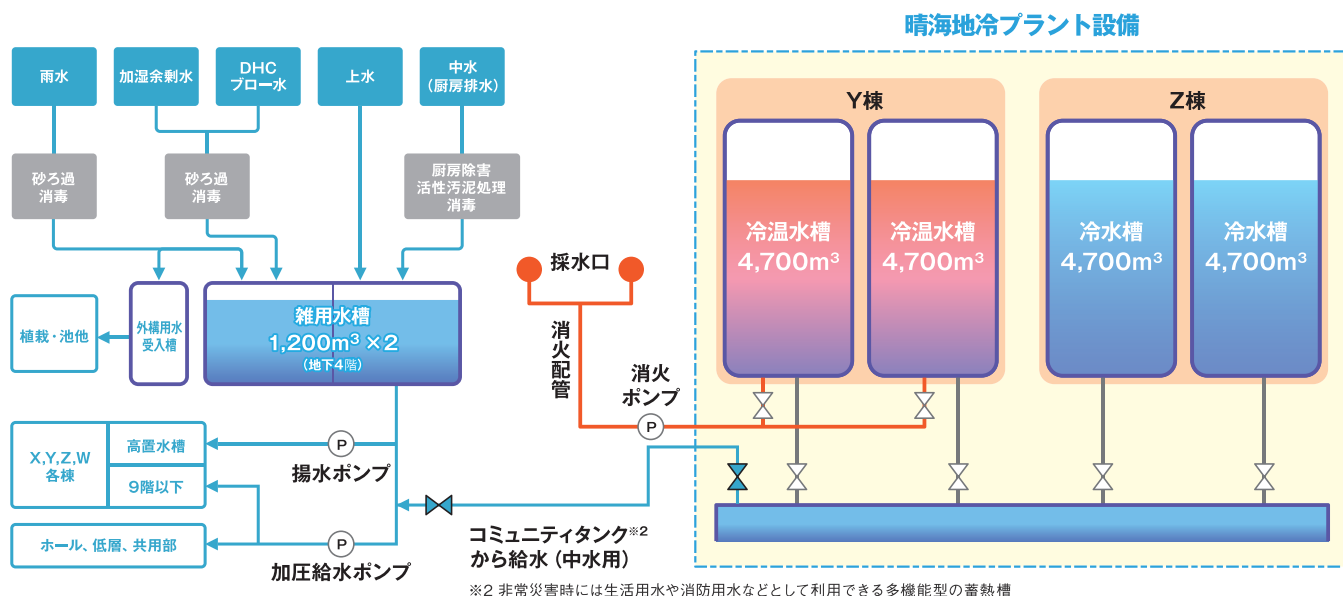 晴海地冷プラント設備
雨水
加湿余剰水
DHC
ブロー水
上水
中水
（厨房排水）
砂ろ過
消毒
砂ろ過
消毒
厨房除害
活性汚泥処理
消毒
植栽・池他
外構用水
受入槽
雑用水槽
1,200m³ ×2
（地下4階）
X,Y,Z,W
各棟
高置水槽
9階以下
ホール、低層、共用部
P
揚水ポンプ
P
加圧給水ポンプ
採水口
消火配管
消火
ポンプ
P
コミュニティタンク※2
から給水（中水用）
Y棟
冷温水槽
4,700m³
冷温水槽
4,700m³
Z棟
冷水槽
4,700m³
冷水槽
4,700m³
※2 非常災害時には生活用水や消防用水などとして利用できる多機能型の蓄熱槽